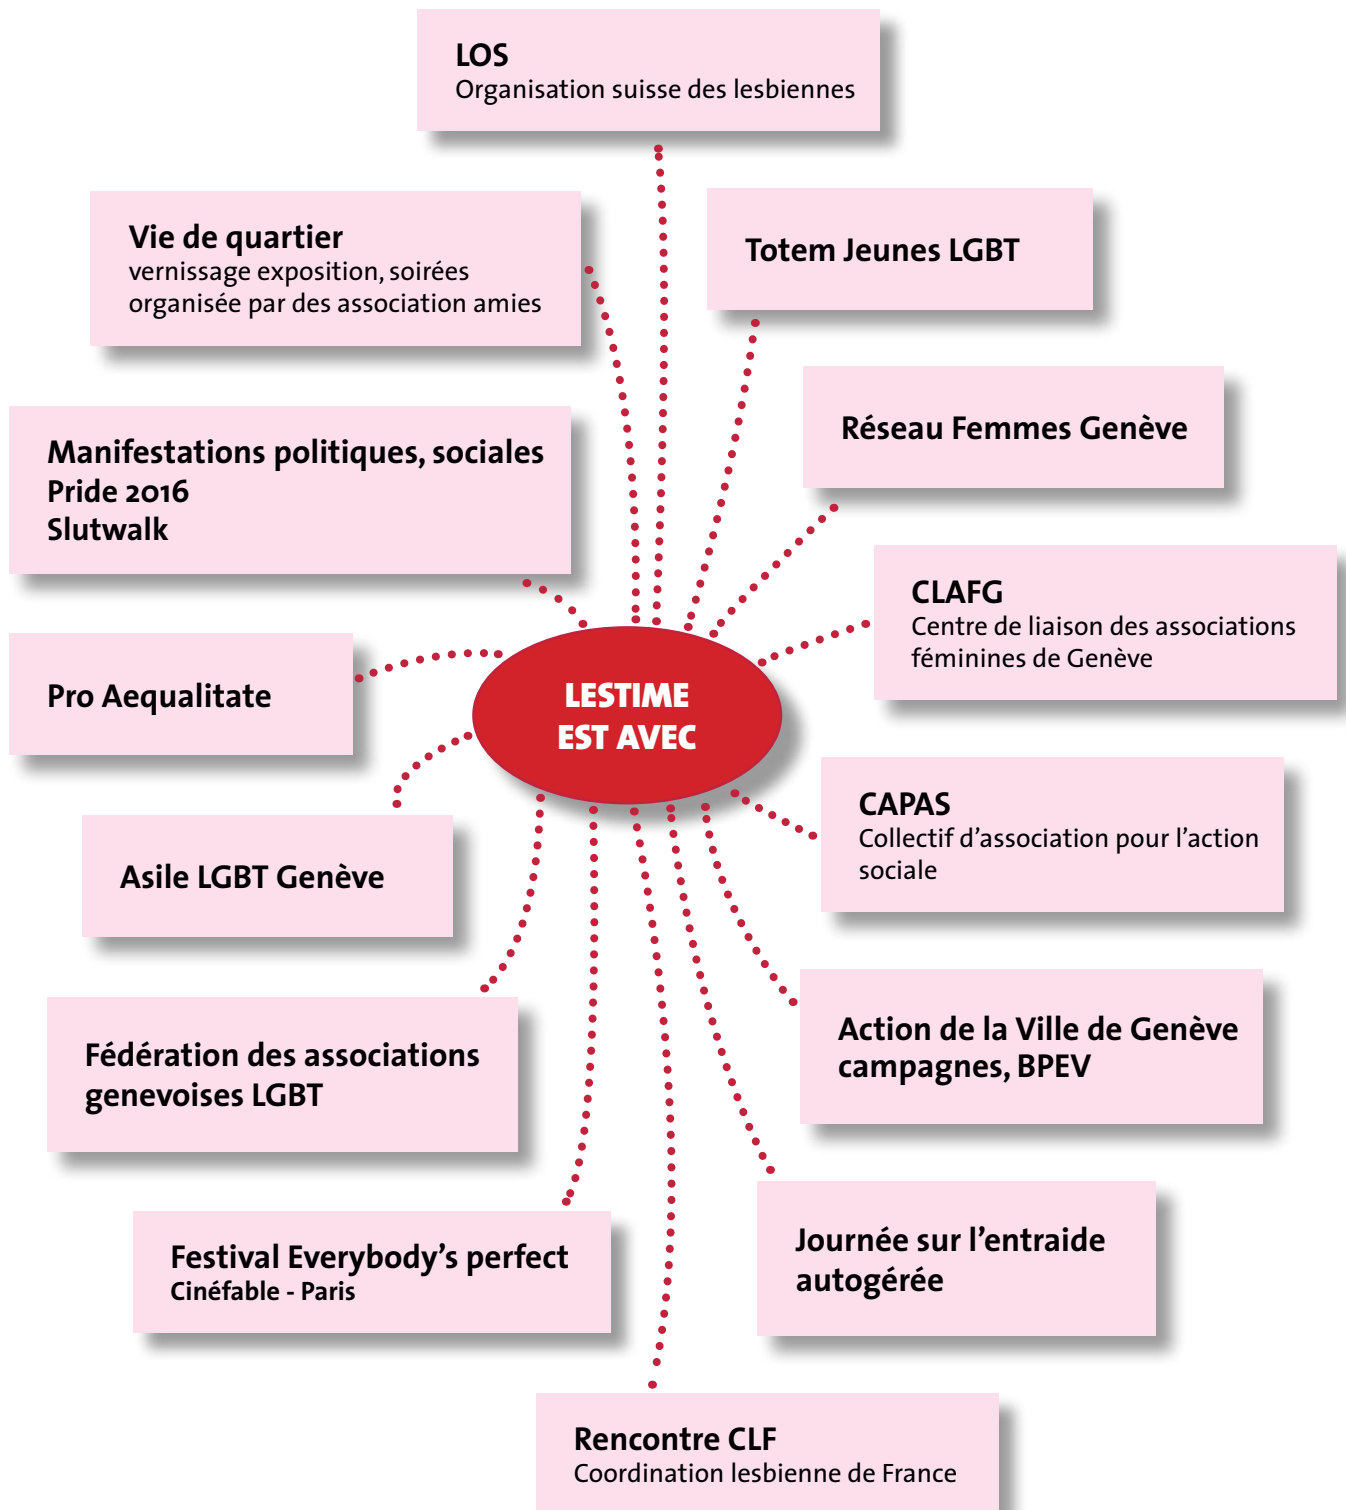 LOS
Organisation suisse des lesbiennes
Vie de quartier
vernissage exposition, soirées
organisée par des association amies
Totem Jeunes LGBT
Réseau Femmes Genève
Manifestations politiques, sociales
Pride 2016
Slutwalk
CLAFG
Centre de liaison des associations
féminines de Genève
Pro Aequalitate
LESTIME
EST AVEC
CAPAS
Collectif d’association pour l’action
sociale
Asile LGBT Genève
Action de la Ville de Genève
campagnes, BPEV
Fédération des associations
genevoises LGBT
Journée sur l’entraide
autogérée
Festival Everybody’s perfect
Cinéfable - Paris
Rencontre CLF
Coordination lesbienne de France